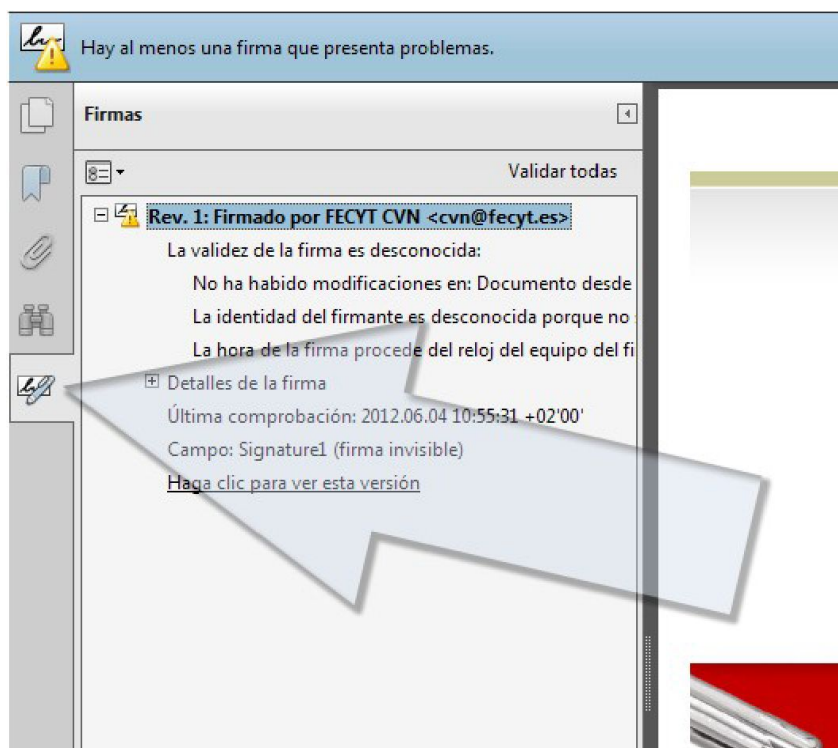 Hay al menos una firma que presenta problemas.
Firmas
Validar todas
Rev. 1: Firmado por FECYT CVN <cvn@fecyt.es>
La validez de la firma es desconocida:
No ha habido modificaciones en: Documento desde
La identidad del firmante es desconocida porque no
La hora de la firma procede del reloj del equipo del fi
Detalles de la firma
Última comprobación: 2012.06.04 10:55:31 +02'00'
Campo: Signature1 (firma invisible)
Haga clic para ver esta versión